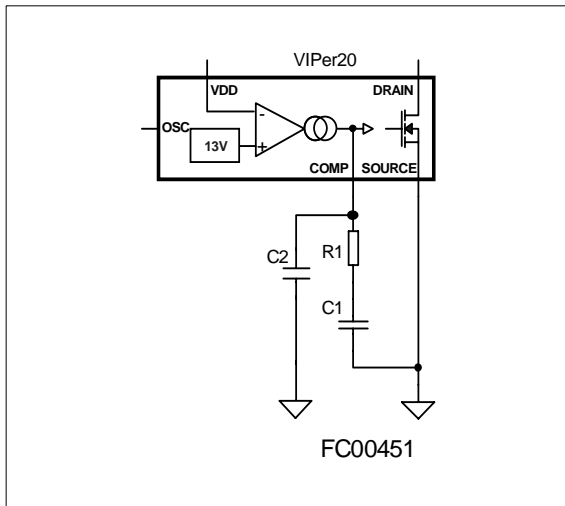 VIPer20
VDD
DRAIN
OSC
-
13V
+
COMP SOURCE
C2
R1
C1
FC00451